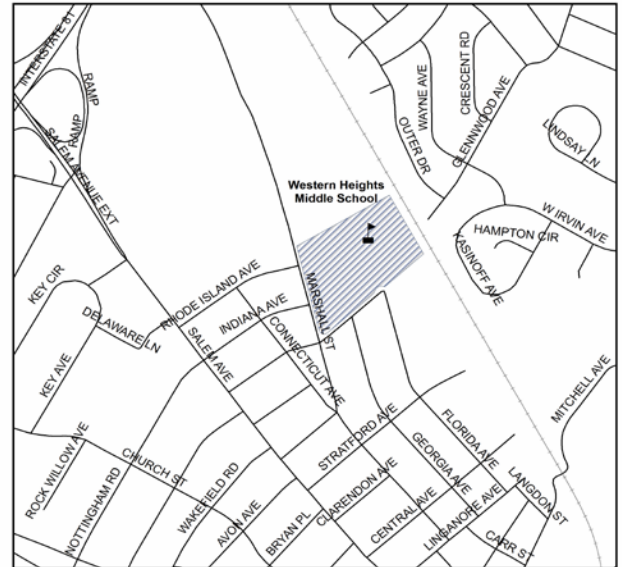 INTERSTATE 81
RAMP
RAMP
SALEM AVENUE EXT
WAYNE AVE
CRESCENT RD
OUTER DR
GLENNWOOD AVE
LINDSAY LN
Western Heights
Middle School
W IRVIN AVE
HAMPTON CIR
KASINOFF AVE
KEY CIR
RHODE ISLAND AVE
INDIANA AVE
MARSHALL ST
DELAWARE LN
SALEM AVE
CONNECTICUT AVE
KEY AVE
MITCHELL AVE
STRATFORD AVE
FLORIDA AVE
GEORGIA AVE
ROCK WILLOW AVE
CHURCH ST
NOTTINGHAM RD
WAKEFIELD RD
AVON AVE
BRYAN PL
CLARENDON AVE
CENTRAL AVE
LINGANORE AVE
LANGDON ST
CARR ST